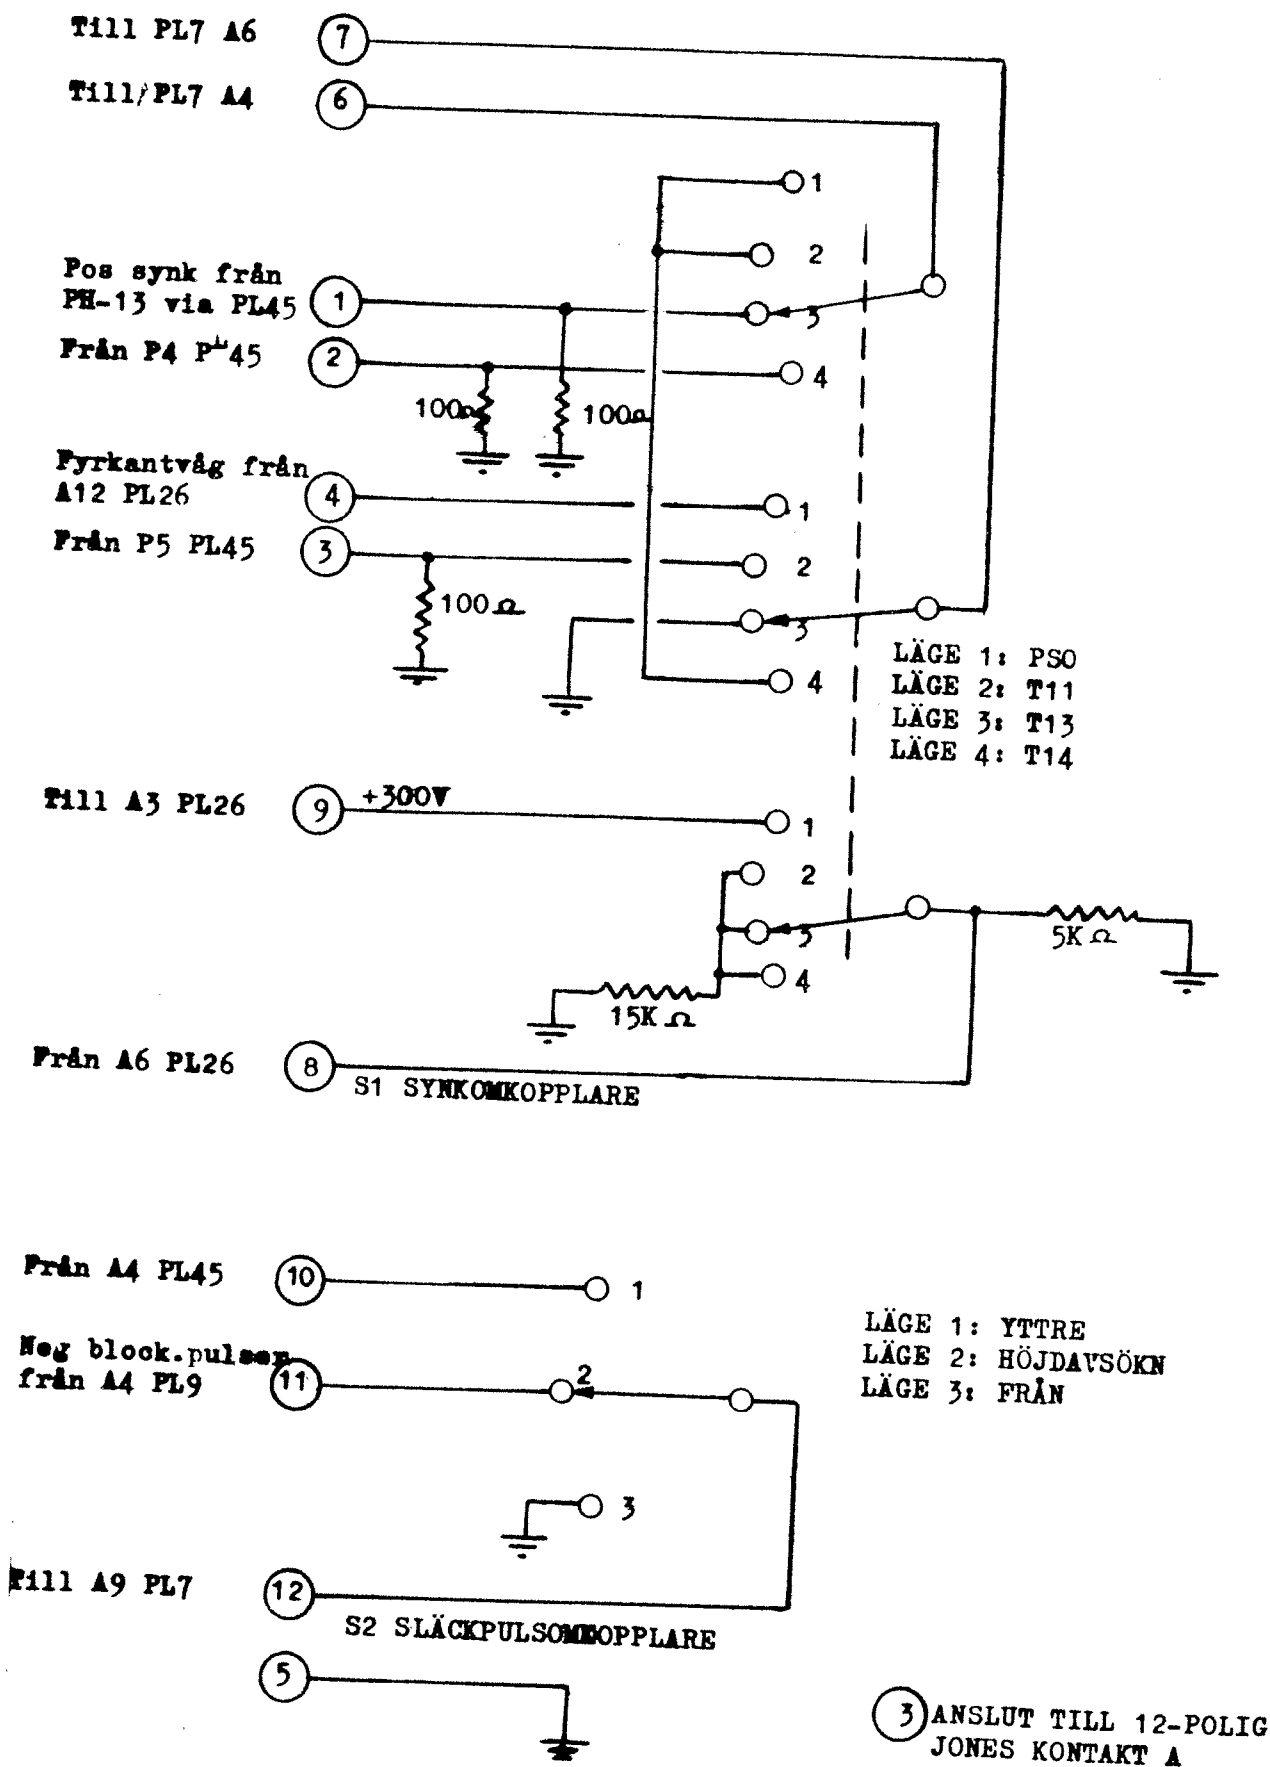 Till PL7 A6
7
Till/PL7 A4
6
1
2
Pos synk från
PH-13 via PL45
1
3
Från P4 PL45
2
4
100Ω
100Ω
Fyrkantvåg från
A12 PL26
4
1
Från P5 PL45
3
2
100Ω
3
4
LÄGE 1: PSO
LÄGE 2: T11
LÄGE 3: T13
LÄGE 4: T14
Till A3 PL26
9
+300V
1
2
3
4
5KΩ
15KΩ
Från A6 PL26
8
S1 SYNKOMKOPPLARE
Från A4 PL45
10
1
Neg block.pulser
från A4 PL9
11
2
LÄGE 1: YTTRE
LÄGE 2: HÖJDAVSÖKN
LÄGE 3: FRÅN
3
Till A9 PL7
12
S2 SLÄCKPULSOMKOPPLARE
5
3 ANSLUT TILL 12-POLIG
JONES KONTAKT A